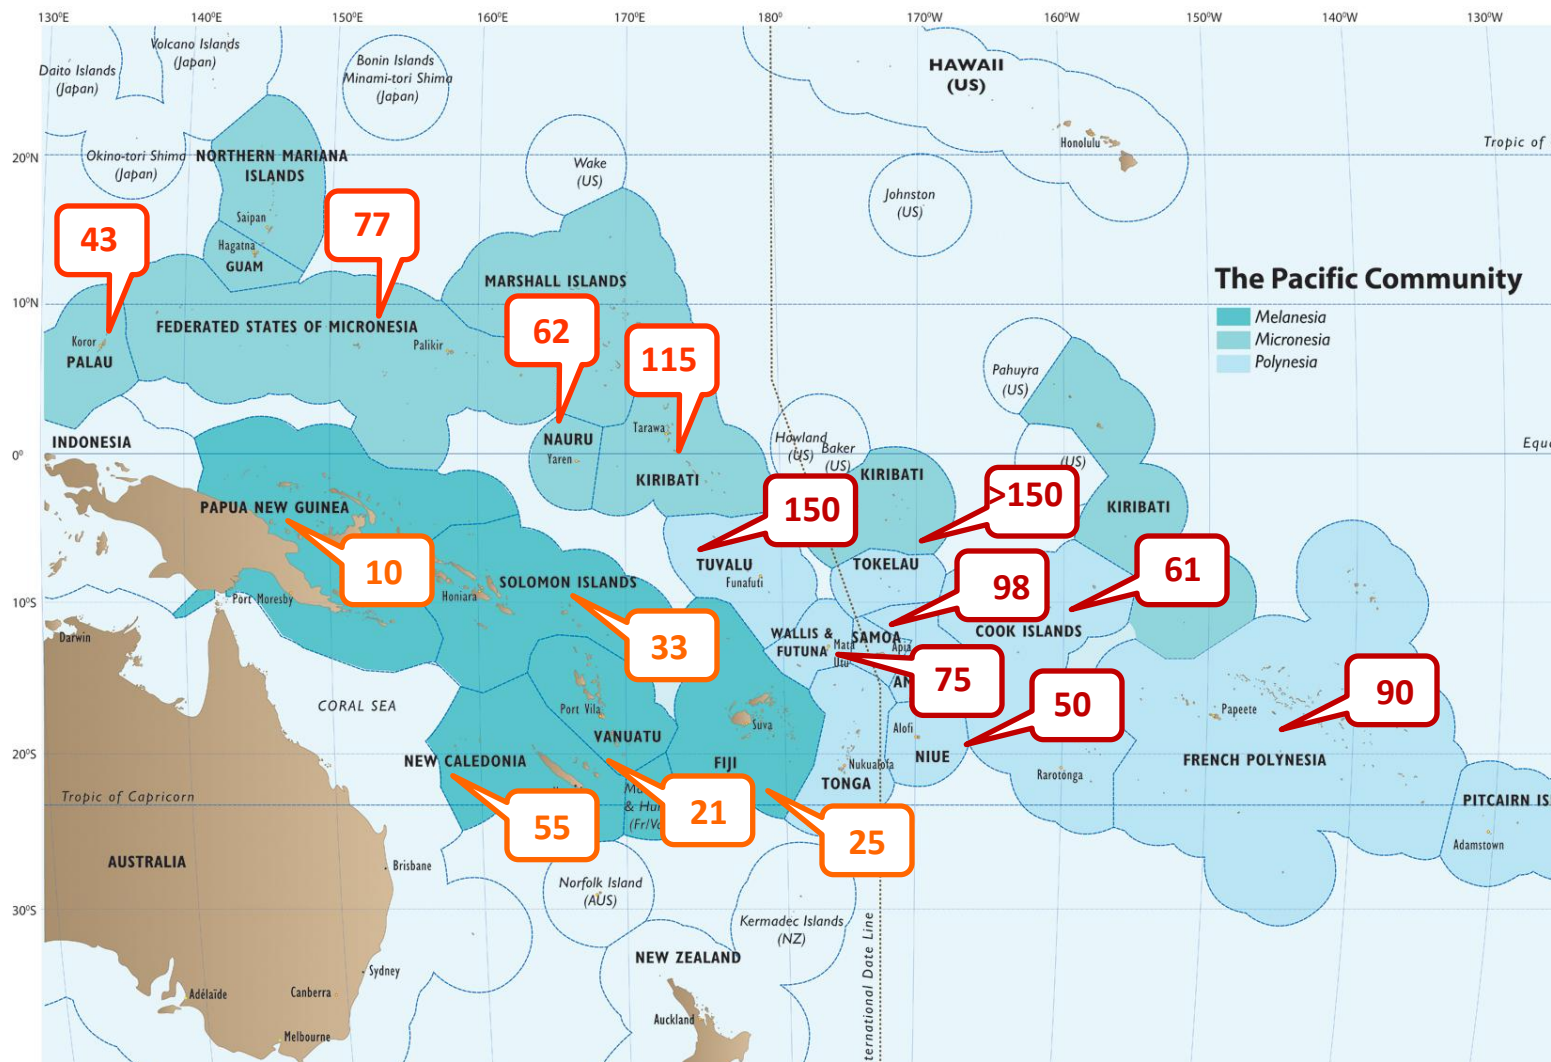 130°E
140°E
150°E
160°E
170°E
180°
170°W
160°W
150°W
140°W
130°W
Volcano Islands
(Japan)
Daito Islands
(Japan)
Bonin Islands
Minami-tori Shima
(Japan)
HAWAII
(US)
Honolulu
20°N
Okino-tori Shima
(Japan)
NORTHERN MARIANA
ISLANDS
Wake
(US)
Tropic of
Johnston
(US)
Saipan
Hagatna
GUAM
43
77
MARSHALL ISLANDS
The Pacific Community
Melanesia
Micronesia
Polynesia
10°N
FEDERATED STATES OF MICRONESIA
Palikir
Koror
PALAU
62
115
Pahuyra
(US)
INDONESIA
NAURU
Yaren
Tarawa
KIRIBATI
Howland
(US)
Baker
(US)
KIRIBATI
(US)
Equ
0°
PAPUA NEW GUINEA
150
>150
KIRIBATI
10
TUVALU
Funafuti
TOKELAU
61
SOLOMON ISLANDS
Honiara
Port Moresby
98
10°S
Darwin
33
WALLIS &
FUTUNA
Mata
Utu
SAMOA
Apia
COOK ISLANDS
75
50
90
CORAL SEA
Port Vila
VANUATU
Suva
Alofi
NIUE
Papeete
20°S
NEW CALEDONIA
FIJI
Nukualofa
TONGA
Rarotonga
FRENCH POLYNESIA
Tropic of Capricorn
& Hu
(Fr/Va
55
21
25
PITCAIRN IS
Adamstown
AUSTRALIA
Brisbane
Norfolk Island
(AUS)
30°S
Kermadec Islands
(NZ)
NEW ZEALAND
ternational Date Line
Sydney
Adélaïde
Canberra
Auckland
Melbourne